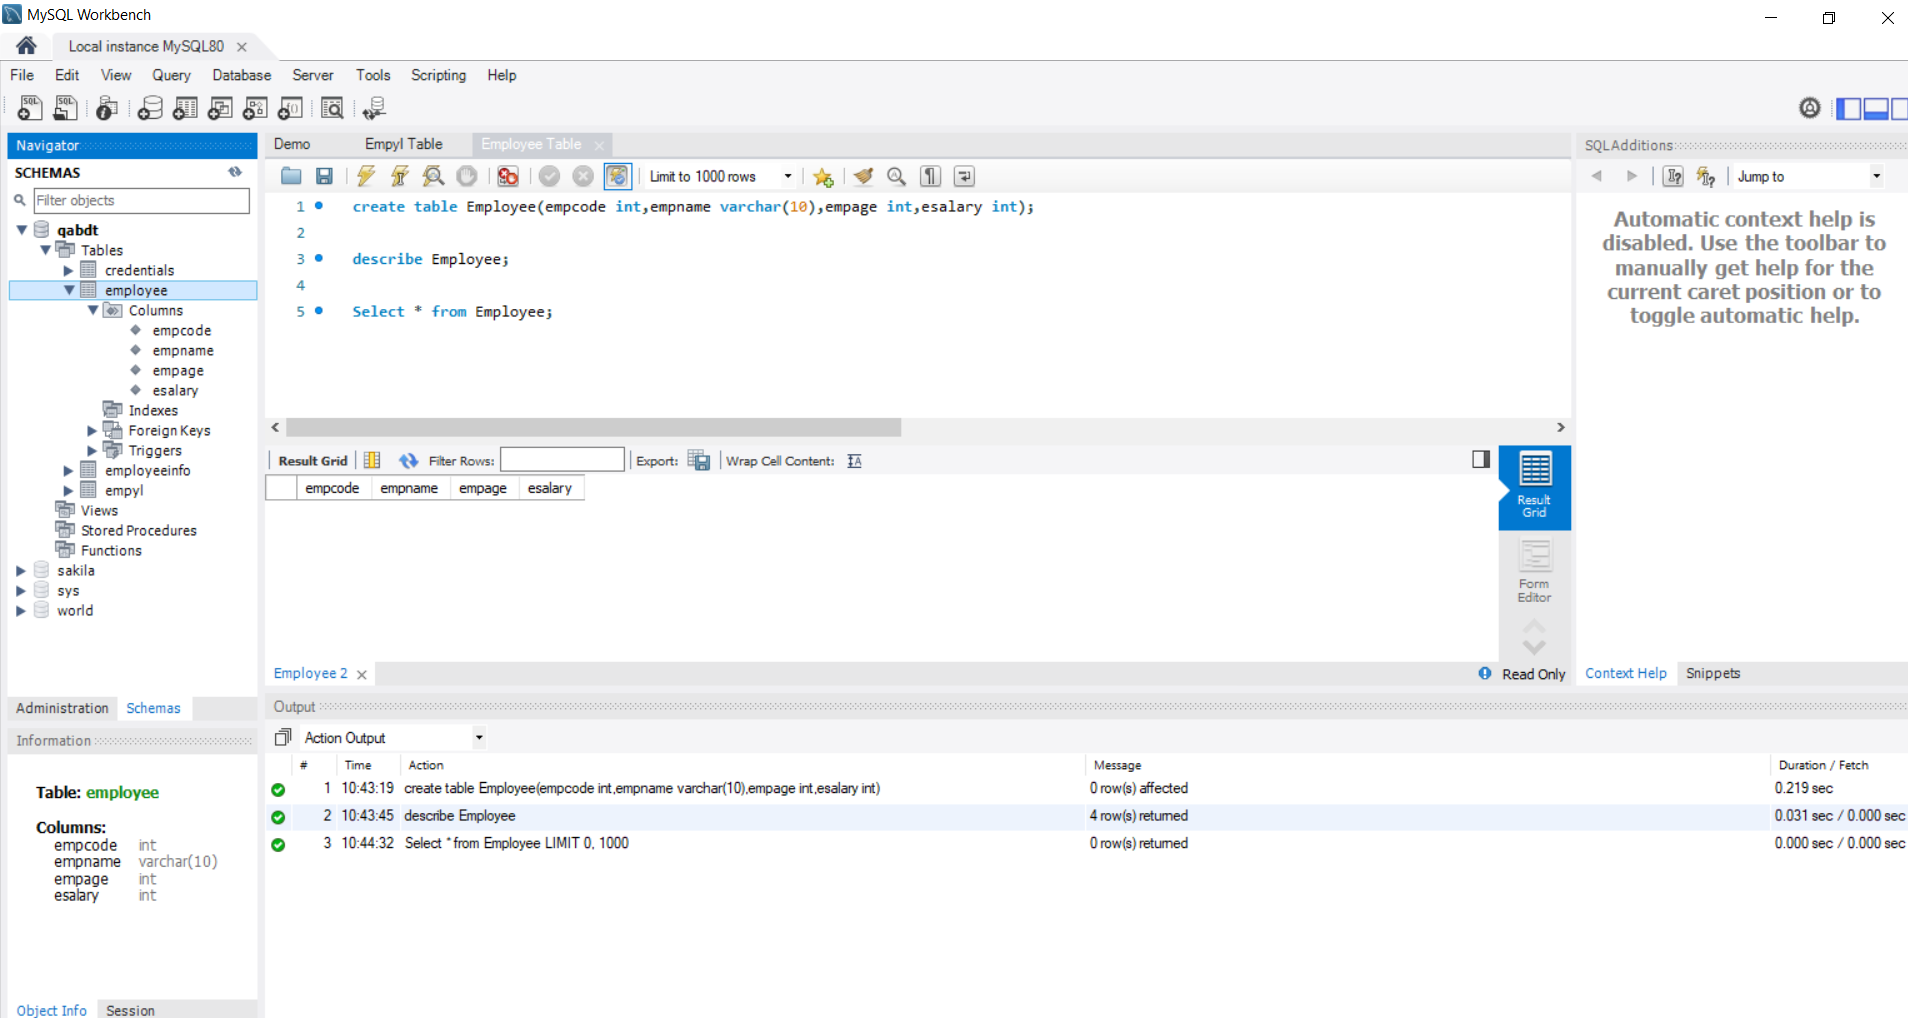 MySQL Workbench
Local instance MySQL80
File Edit View Query Database Server Tools Scripting Help
Navigator
SCHEMAS
Filter objects
qabdt
Tables
credentials
employee
Columns
empcode
empname
empage
esalary
Indexes
Foreign Keys
Triggers
employeeinfo
empyl
Views
Stored Procedures
Functions
sakila
sys
world
Administration Schemas
Information
Table: employee
Columns:
empcode int
empname varchar(10)
empage int
esalary int
Object Info Session
Demo Empyl Table Employee Table
Limit to 1000 rows
1 create table Employee(empcode int,empname varchar(10),empage int,esalary int);
2
3 describe Employee;
4
5 Select * from Employee;
Result Grid Filter Rows: Export: Wrap Cell Content:
empcode empname empage esalary
Result
Grid
Form
Editor
Employee 2 Read Only
SQLAdditions
Jump to
Automatic context help is
disabled. Use the toolbar to
manually get help for the
current caret position or to
toggle automatic help.
Context Help Snippets
Output
Action Output
# Time Action Message Duration / Fetch
1 10:43:19 create table Employee(empcode int,empname varchar(10),empage int,esalary int) 0 row(s) affected 0.219 sec
2 10:43:45 describe Employee 4 row(s) returned 0.031 sec / 0.000 sec
3 10:44:32 Select * from Employee LIMIT 0, 1000 0 row(s) returned 0.000 sec / 0.000 sec